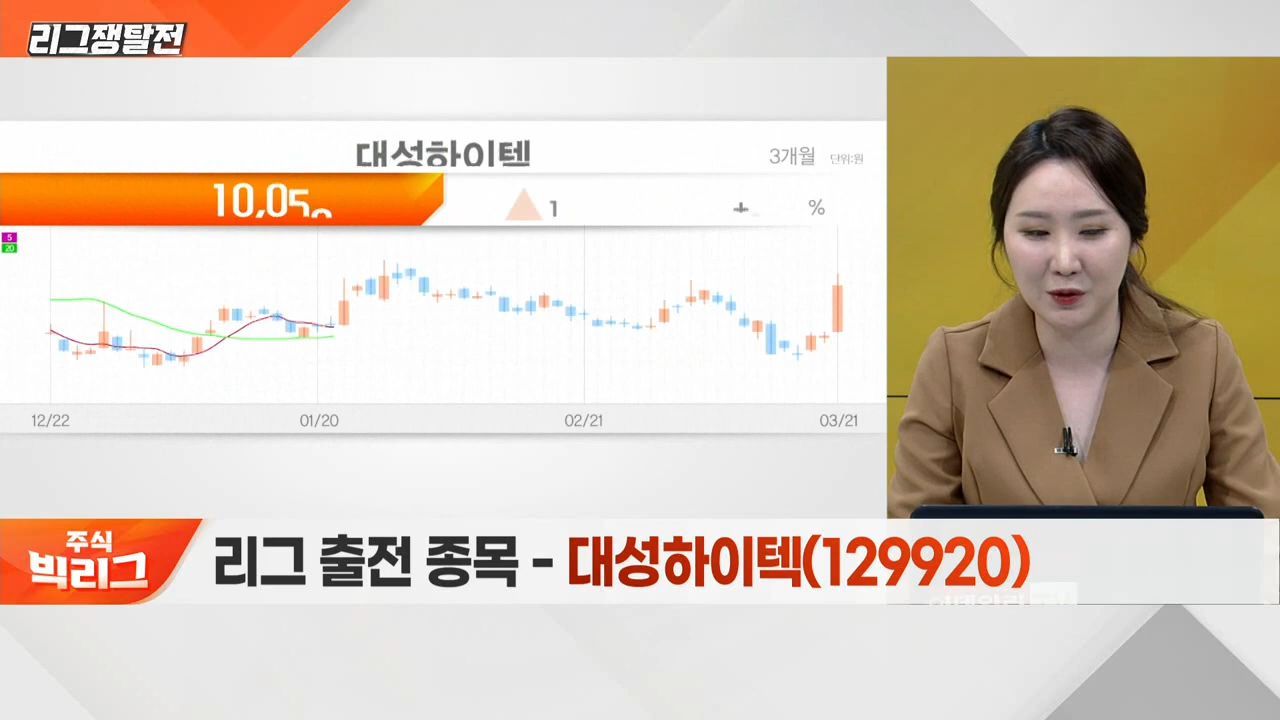 리그쟁탈전
대성하이텍
3개월 단위:원
1 + %
5
20
12/22 01/20 02/21 03/21
주식
빅리그
리그 출전 종목 - 대성하이텍(129920)